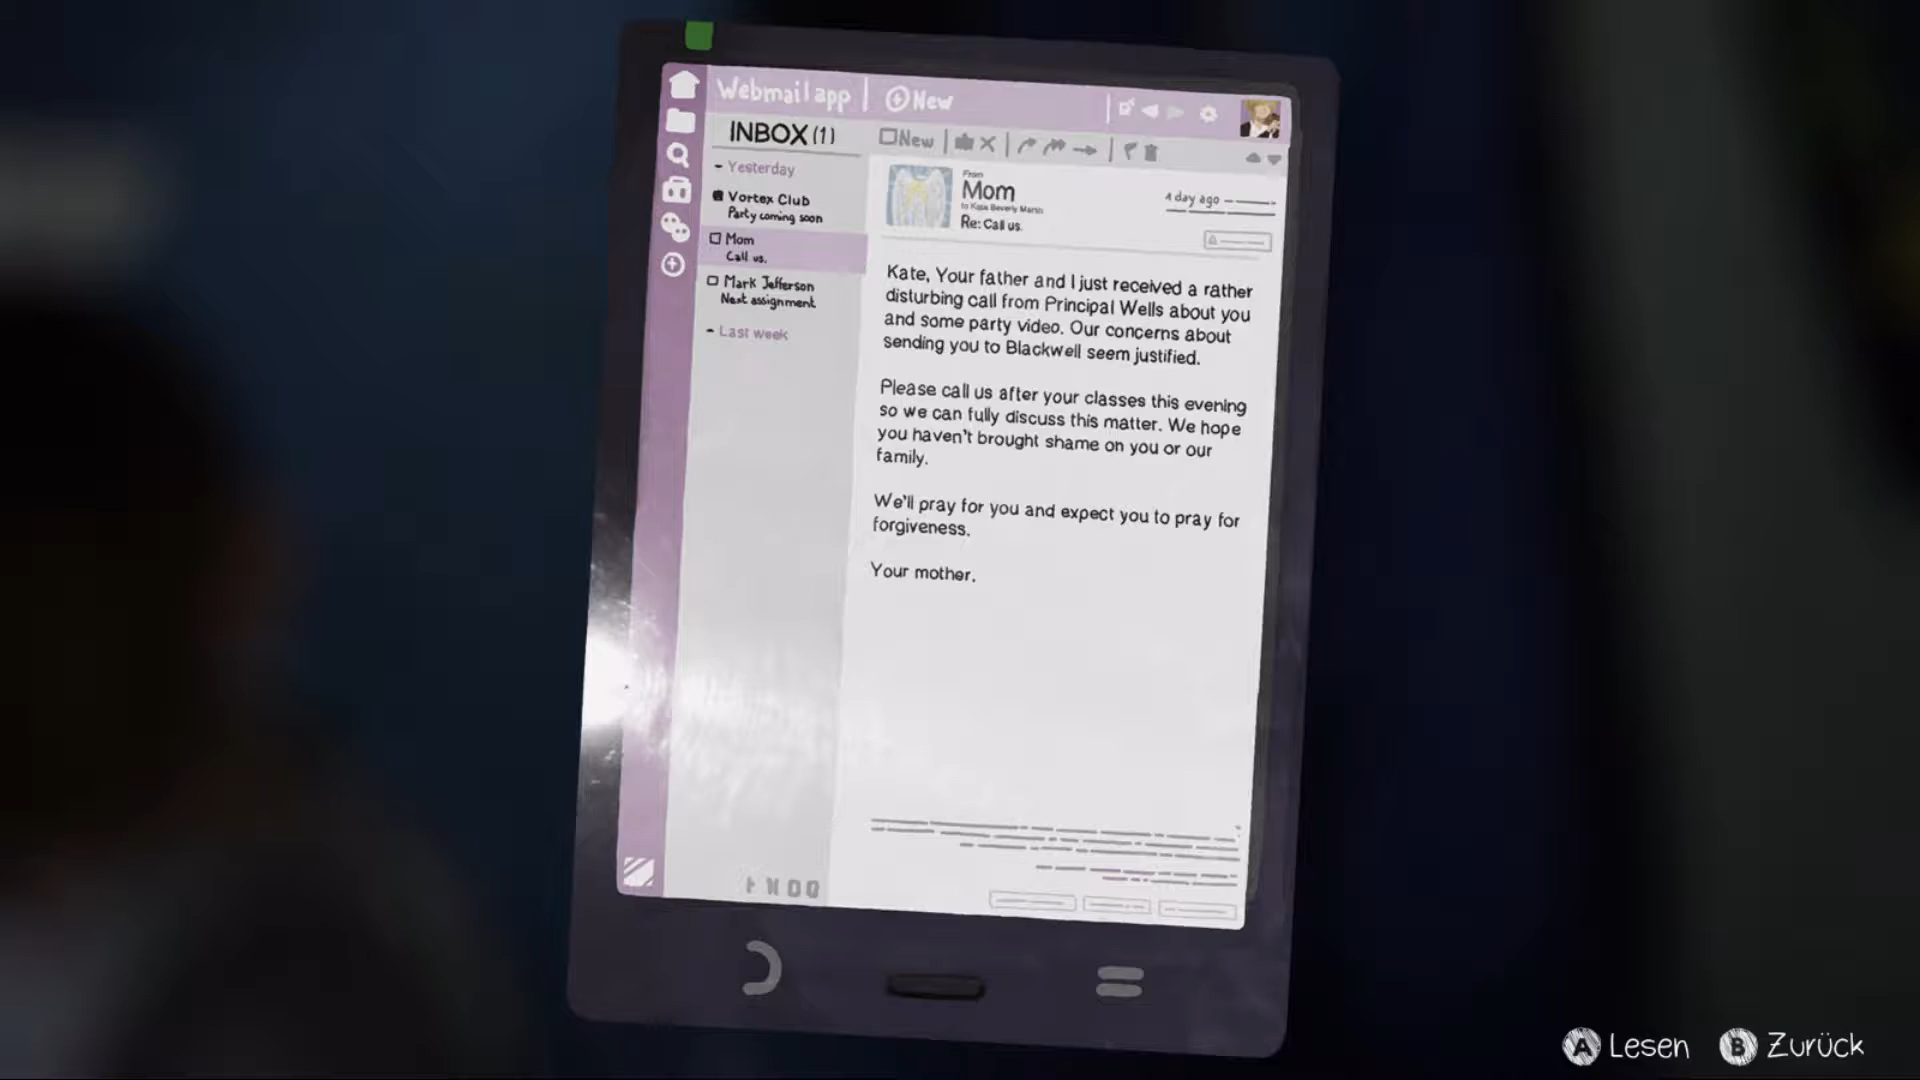 Webmail app
New
INBOX (1)
New
Yesterday
Vortex Club
Party coming soon
Mom
Call us.
Mark Jefferson
Next assignment
Last week
From
Mom
to Kate Beverly Marsh
Re: Call us.
1 day ago
Kate, Your father and I just received a rather
disturbing call from Principal Wells about you
and some party video. Our concerns about
sending you to Blackwell seem justified.
Please call us after your classes this evening
so we can fully discuss this matter. We hope
you haven't brought shame on you or our
family.
We'll pray for you and expect you to pray for
forgiveness.
Your mother.
A Lesen
B Zurück